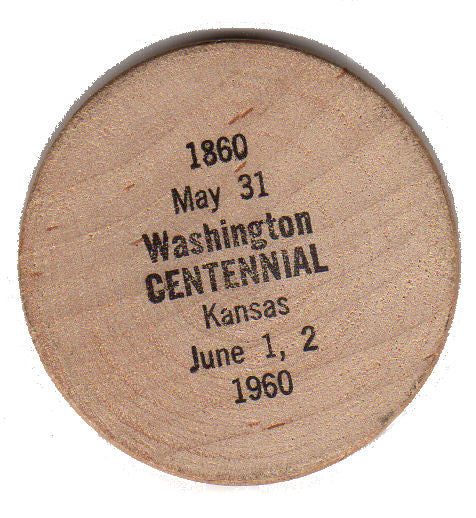 1860
May 31
Washington
CENTENNIAL
Kansas
June 1, 2
1960